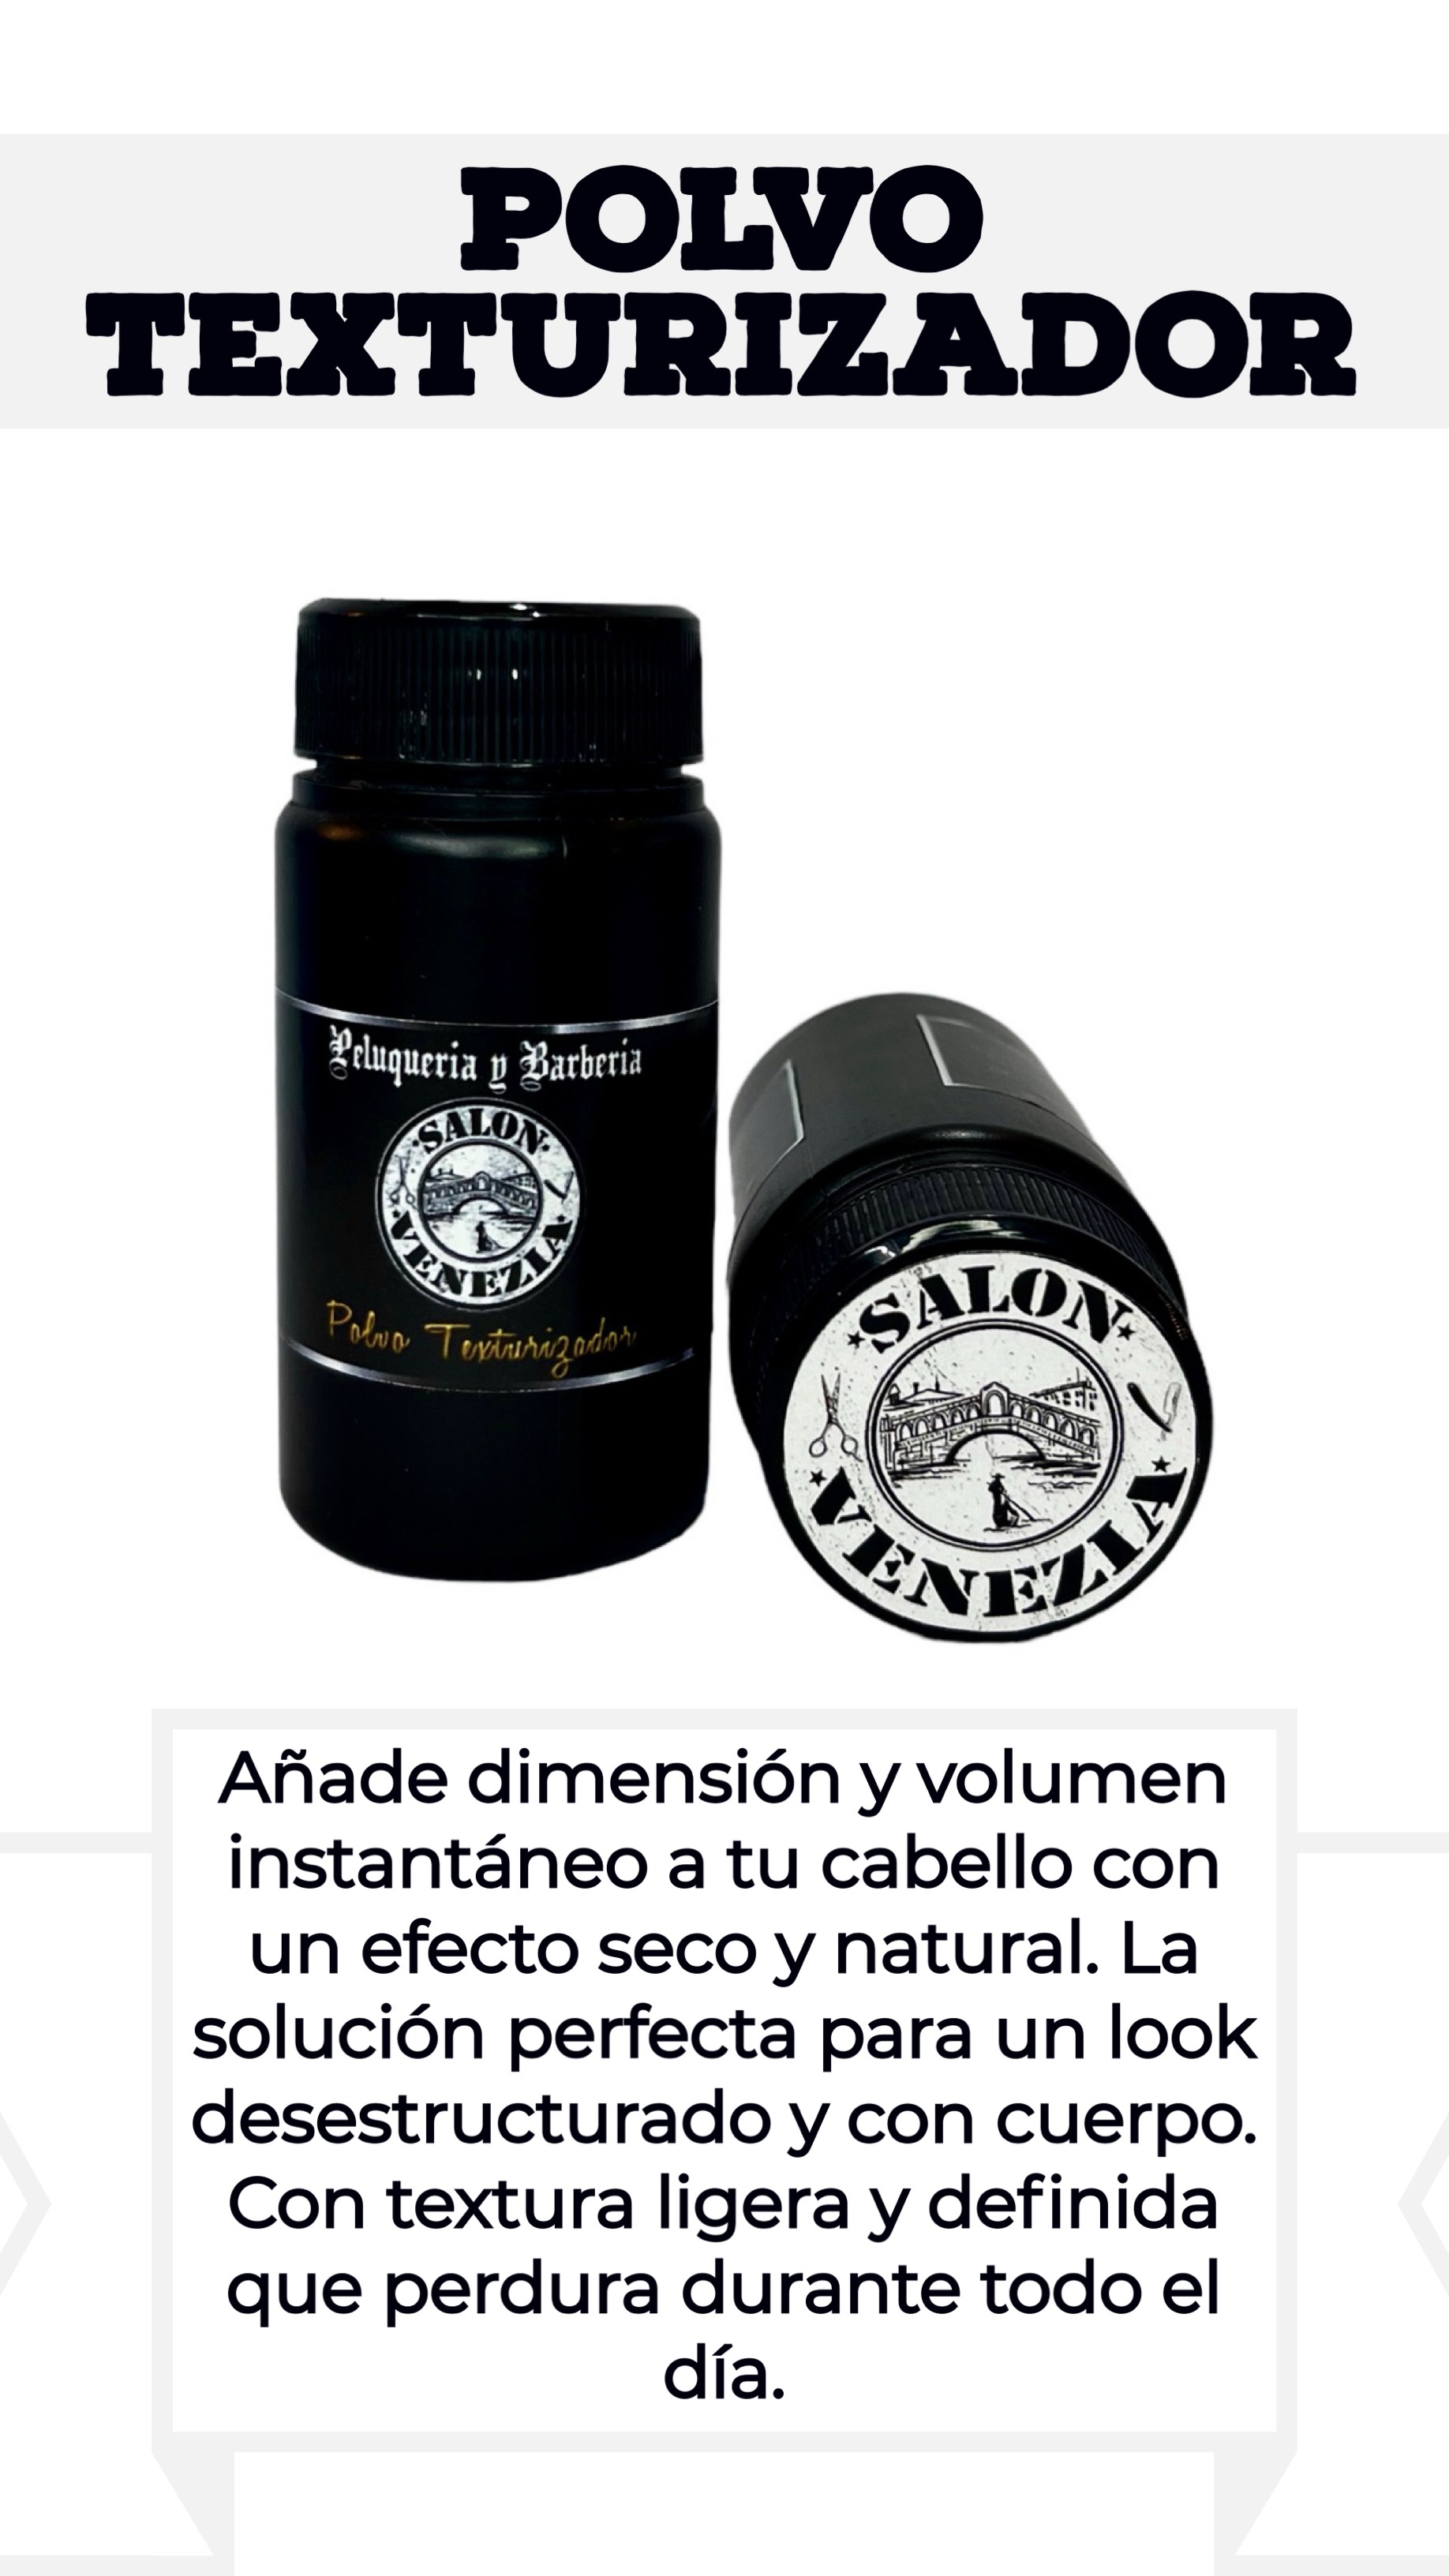 POLVO
TEXTURIZADOR
Peluqueria y Barberia
SALON
VENEZIA
Polvo Texturizador
SALON
VENEZIA
Añade dimensión y volumen
instantáneo a tu cabello con
un efecto seco y natural. La
solución perfecta para un look
desestructurado y con cuerpo.
Con textura ligera y definida
que perdura durante todo el
día.